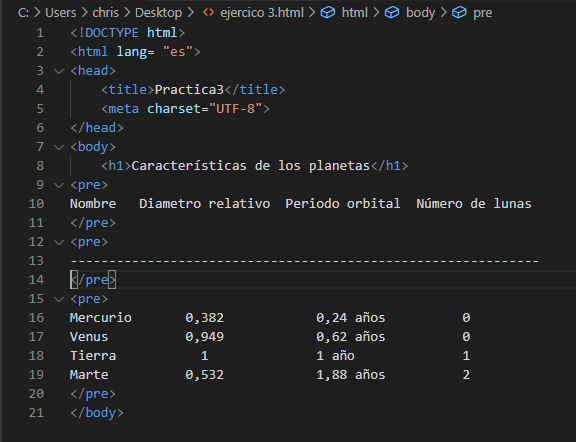 C: > Users > chris > Desktop > <> ejercico 3.html > html > body > pre
1 <!DOCTYPE html>
2 <html lang= "es">
3 <head>
4     <title>Practica3</title>
5     <meta charset="UTF-8">
6 </head>
7 <body>
8     <h1>Características de los planetas</h1>
9 <pre>
10 Nombre   Diametro relativo  Periodo orbital  Número de lunas
11 </pre>
12 <pre>
13 -------------------------------------------------------------
14 </pre>
15 <pre>
16 Mercurio       0,382            0,24 años          0
17 Venus          0,949            0,62 años          0
18 Tierra           1              1 año              1
19 Marte          0,532            1,88 años          2
20 </pre>
21 </body>